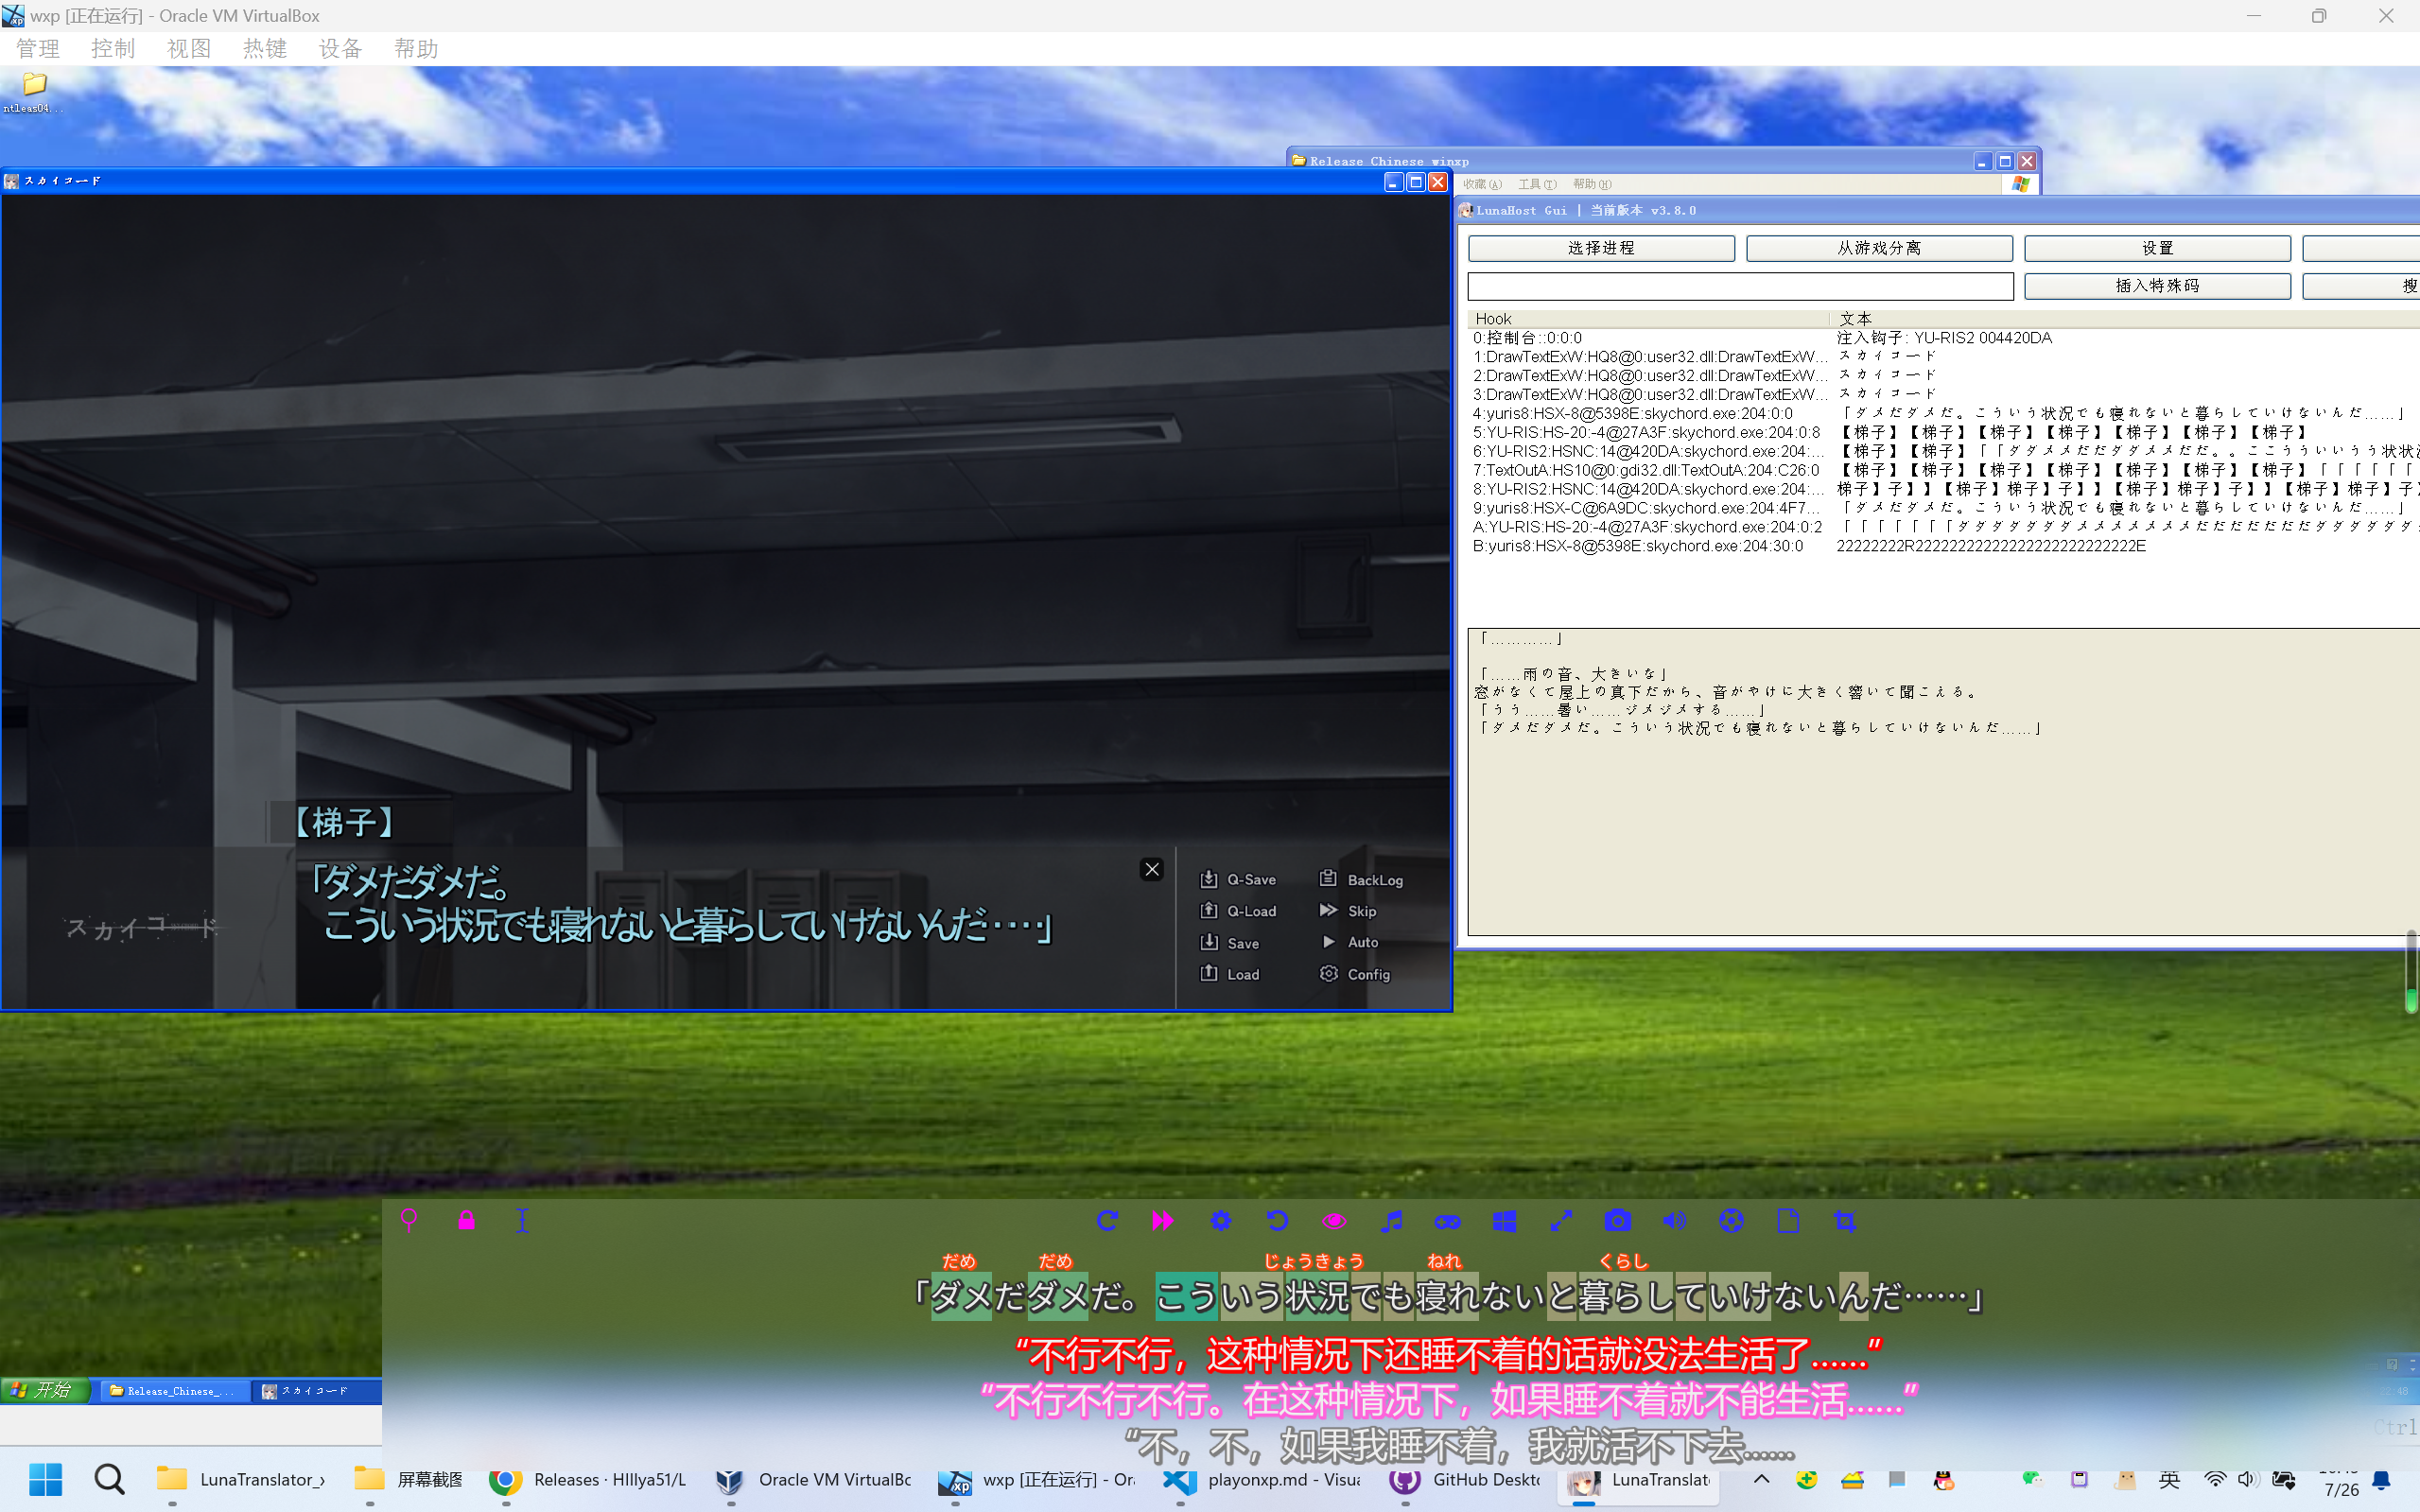 wxp [正在运行] - Oracle VM VirtualBox
管理 控制 视图 热键 设备 帮助
ntleas04...
Release Chinese winxp
收藏(A) 工具(T) 帮助(H)
スカイコード
LunaHost Gui | 当前版本 v3.8.0
选择进程 从游戏分离 设置
插入特殊码 搜
Hook 文本
0:控制台::0:0:0 注入钩子: YU-RIS2 004420DA
1:DrawTextExW:HQ8@0:user32.dll:DrawTextExW... スカイコード
2:DrawTextExW:HQ8@0:user32.dll:DrawTextExW... スカイコード
3:DrawTextExW:HQ8@0:user32.dll:DrawTextExW... スカイコード
4:yuris8:HSX-8@5398E:skychord.exe:204:0:0 「ダメだダメだ。こういう状況でも寝れないと暮らしていけないんだ……」
5:YU-RIS:HS-20:-4@27A3F:skychord.exe:204:0:8 【梯子】【梯子】【梯子】【梯子】【梯子】【梯子】【梯子】
6:YU-RIS2:HSNC:14@420DA:skychord.exe:204:... 【梯子】【梯子】「「ダダメメだだダダメメだだ。。ここうういいうう状状
7:TextOutA:HS10@0:gdi32.dll:TextOutA:204:C26:0 【梯子】【梯子】【梯子】【梯子】【梯子】【梯子】【梯子】「「「「「「
8:YU-RIS2:HSNC:14@420DA:skychord.exe:204:... 梯子】子】】【梯子】梯子】子】】【梯子】梯子】子】】【梯子】梯子】子
9:yuris8:HSX-C@6A9DC:skychord.exe:204:4F7... 「ダメだダメだ。こういう状況でも寝れないと暮らしていけないんだ……」
A:YU-RIS:HS-20:-4@27A3F:skychord.exe:204:0:2 「「「「「「「ダダダダダダダメメメメメメメだだだだだだだダダダダダ
B:yuris8:HSX-8@5398E:skychord.exe:204:30:0
「…………」
「……雨の音、大きいな」
窓がなくて屋上の真下だから、音がやけに大きく響いて聞こえる。
「うう……暑い……ジメジメする……」
「ダメだダメだ。こういう状況でも寝れないと暮らしていけないんだ……」
【梯子】
「ダメだダメだ。
こういう状況でも寝れないと暮らしていけないんだ……」
スカイコード
Q-Save BackLog
Q-Load Skip
Save Auto
Load Config
だめ だめ じょうきょう ねれ くらし
「ダメだダメだ。こういう状況でも寝れないと暮らしていけないんだ……」
“不行不行，这种情况下还睡不着的话就没法生活了……”
“不行不行不行。在这种情况下，如果睡不着就不能生活……”
“不，不，如果我睡不着，我就活不下去……
开始 Release_Chinese_... スカイコード
Ctrl
LunaTranslator_x 屏幕截图 Releases · HIllya51/L Oracle VM VirtualBo wxp [正在运行] - Ora playonxp.md - Visua GitHub Deskto LunaTranslat 英
7/26